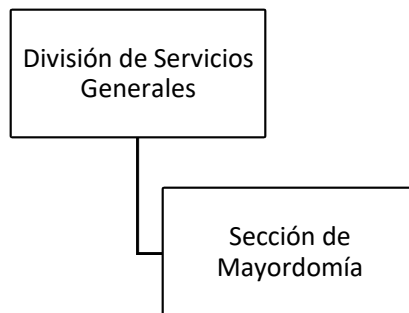 División de Servicios
Generales
Sección de
Mayordomía